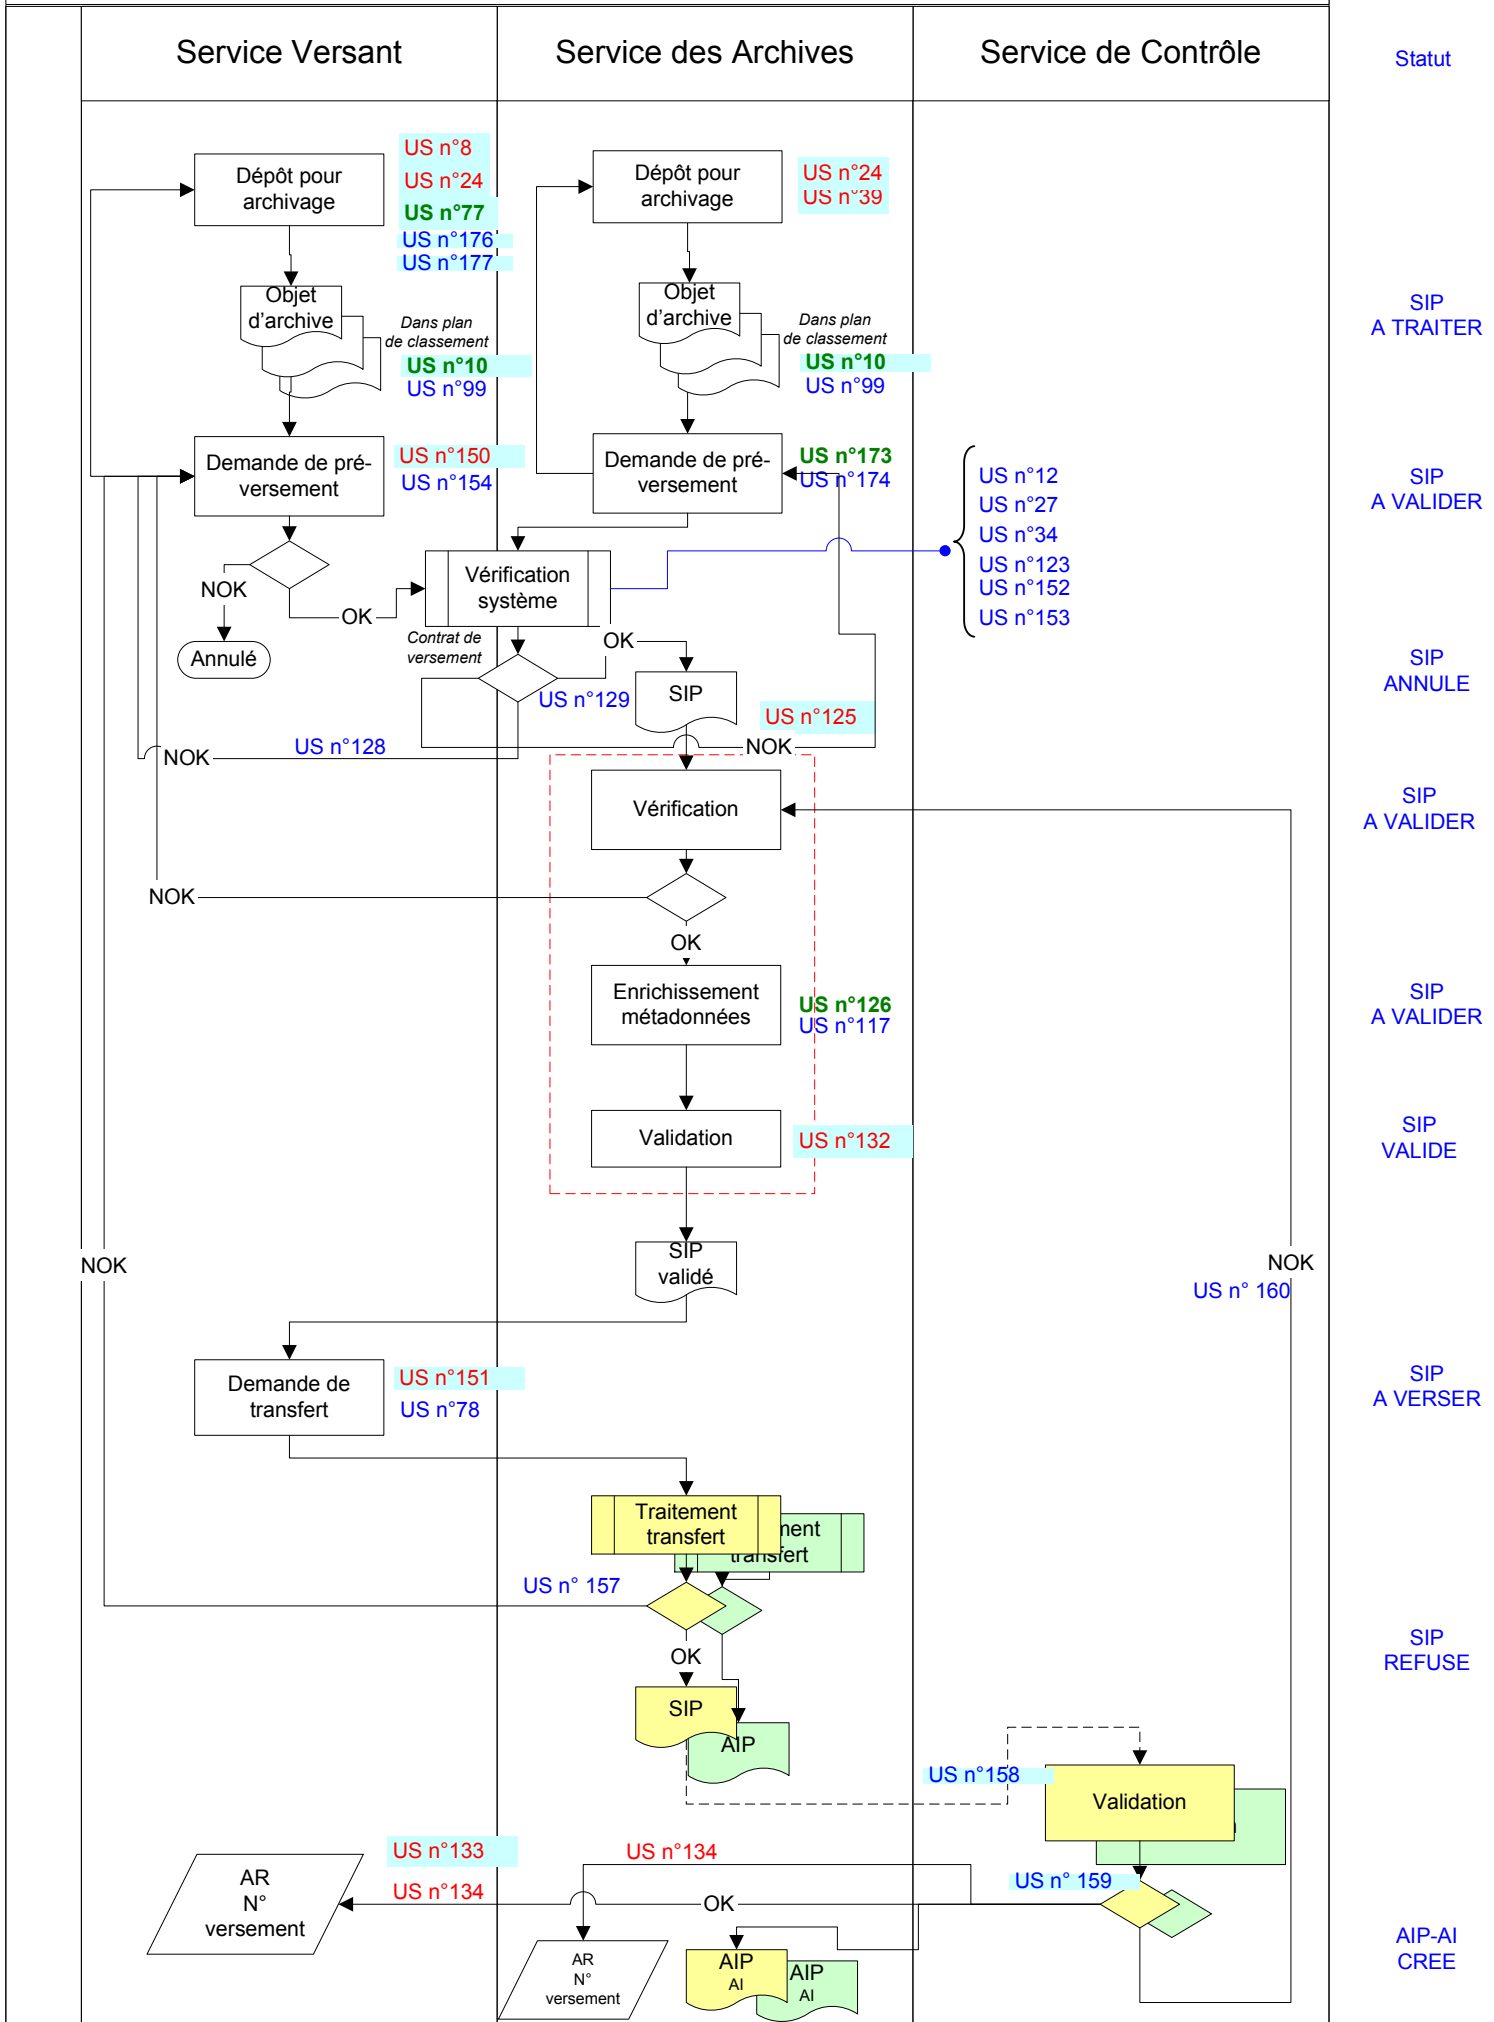 Service Versant
Service des Archives
Service de Contrôle
Statut
Dépôt pour
archivage
US n°8
US n°24
US n°77
US n°176
US n°177
Dépôt pour
archivage
US n°24
US n°39
Objet
d'archive
Dans plan
de classement
US n°10
US n°99
Objet
d'archive
Dans plan
de classement
US n°10
US n°99
SIP
A TRAITER
Demande de pré-
versement
US n°150
US n°154
Demande de pré-
versement
US n°173
US n°174
US n°12
US n°27
US n°34
US n°123
US n°152
US n°153
SIP
A VALIDER
NOK
OK
Vérification
système
Annulé
Contrat de
versement
OK
SIP
US n°129
US n°125
SIP
ANNULE
NOK
US n°128
NOK
Vérification
SIP
A VALIDER
NOK
OK
Enrichissement
métadonnées
US n°126
US n°117
SIP
A VALIDER
Validation
US n°132
SIP
VALIDE
NOK
SIP
validé
NOK
US n° 160
Demande de
transfert
US n°151
US n°78
SIP
A VERSER
Traitement
transfert
ment
transfert
US n° 157
OK
SIP
REFUSE
SIP
AIP
US n°158
Validation
US n°133
US n°134
US n°134
US n° 159
AR
N°
versement
OK
AR
N°
versement
AIP
AI
AIP
AI
AIP-AI
CREE